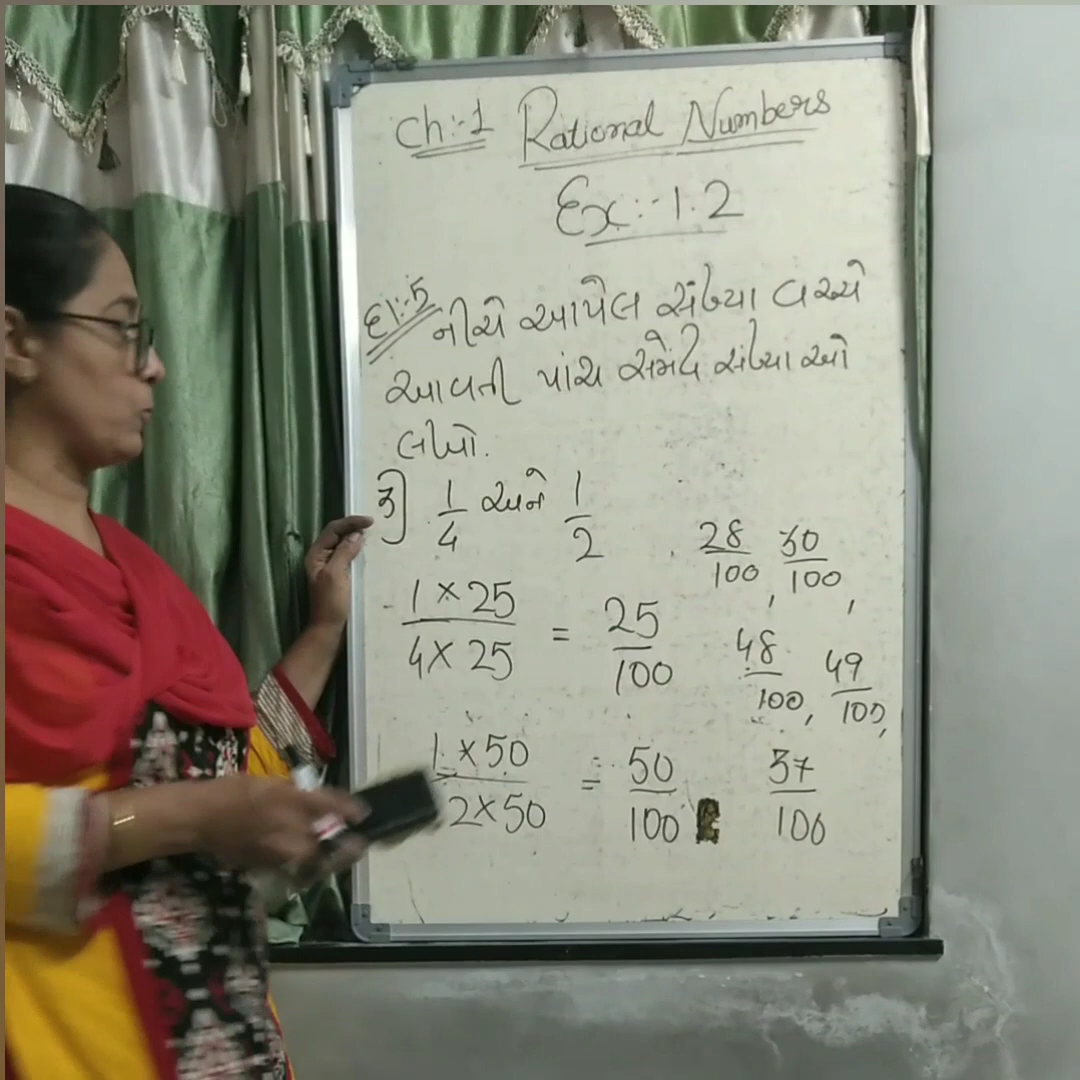 Ch:-1 Rational Numbers
Ex:-1.2
દા:-5 નીચે આપેલ સંખ્યા વચ્ચે
આવતી પાંચ સંમેય સંખ્યાઓ
લખો.
3) 1/4 અને 1/2
28/100, 30/100,
1×25/4×25 = 25/100
48/100, 49/100,
1×50/2×50 = 50/100
37/100